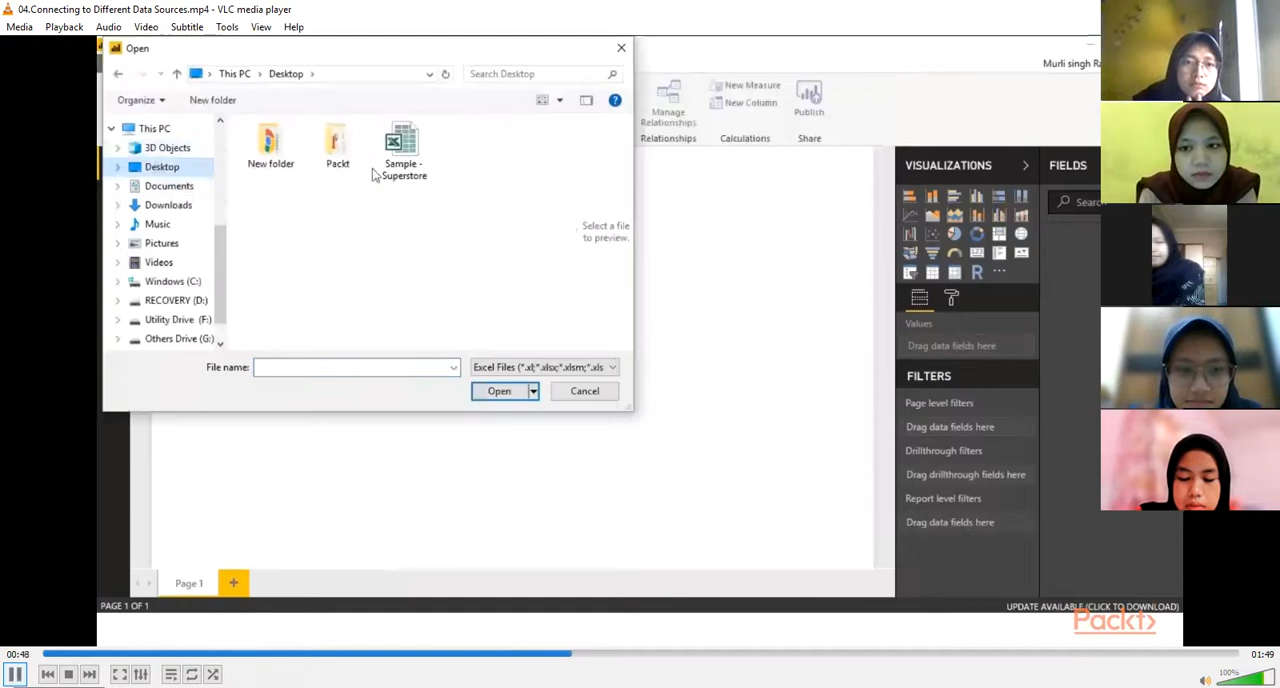 04.Connecting to Different Data Sources.mp4 - VLC media player
Media Playback Audio Video Subtitle Tools View Help
Open
This PC > Desktop >
Search Desktop
Organize
New folder
This PC
3D Objects
Desktop
Documents
Downloads
Music
Pictures
Videos
Windows (C:)
RECOVERY (D:)
Utility Drive (F:)
Others Drive (G:)
New folder
Packt
Sample -
Superstore
Select a file
to preview.
File name:
Excel Files (*.xl;*.xlsx;*.xlsm;*.xls
Open
Cancel
Murli singh
Manage
Relationships
New Measure
New Column
Publish
Relationships
Calculations
Share
VISUALIZATIONS
FIELDS
R
Values
Drag data fields here
FILTERS
Page level filters
Drag data fields here
Drillthrough filters
Drag drillthrough fields here
Report level filters
Drag data fields here
Page 1
+
PAGE 1 OF 1
UPDATE AVAILABLE (CLICK TO DOWNLOAD)
Packt>
00:48
01:49
100%